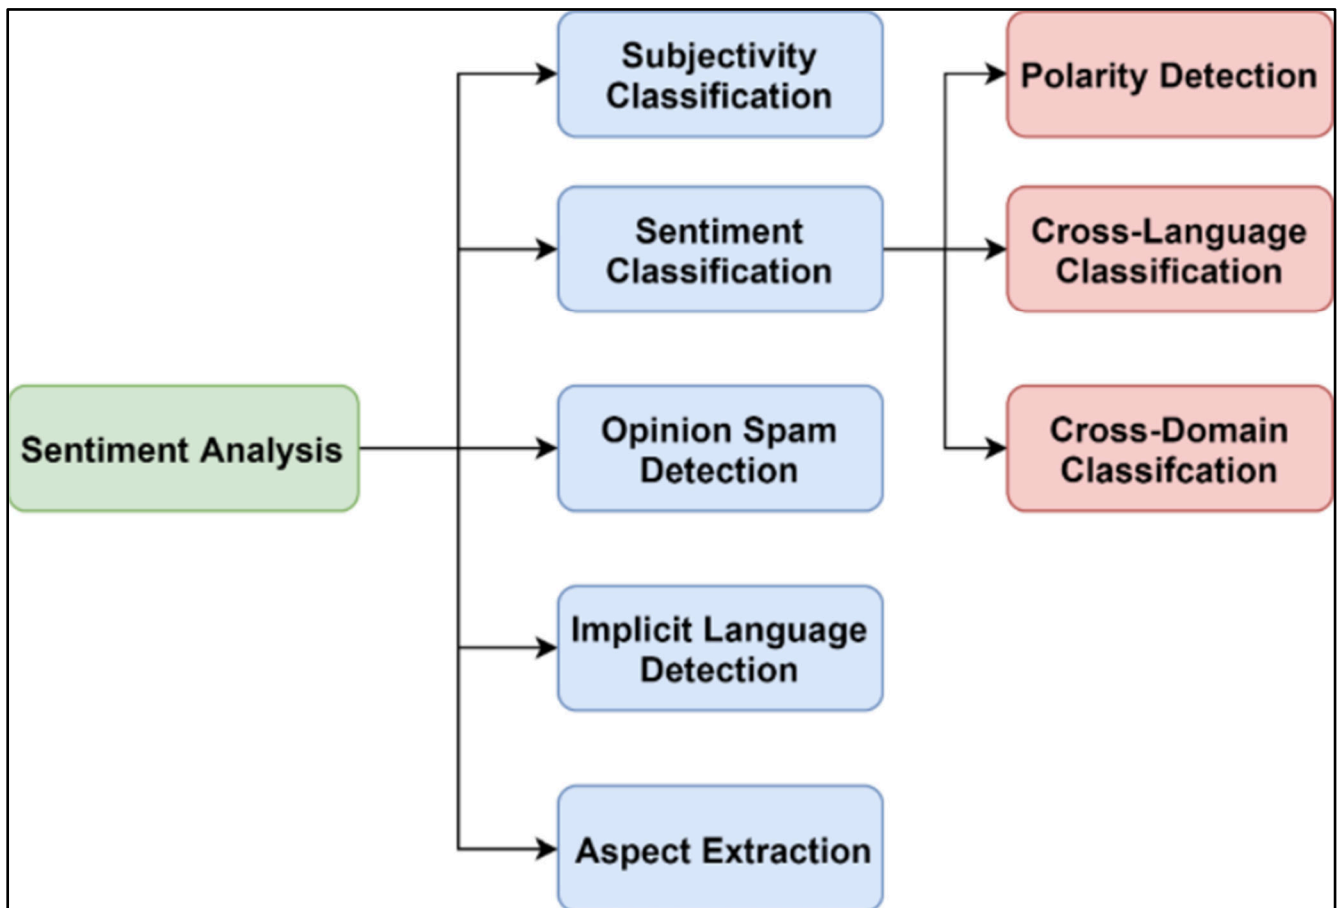 Subjectivity
Classification
Polarity Detection
Sentiment
Classification
Cross-Language
Classification
Sentiment Analysis
Opinion Spam
Detection
Cross-Domain
Classifcation
Implicit Language
Detection
Aspect Extraction